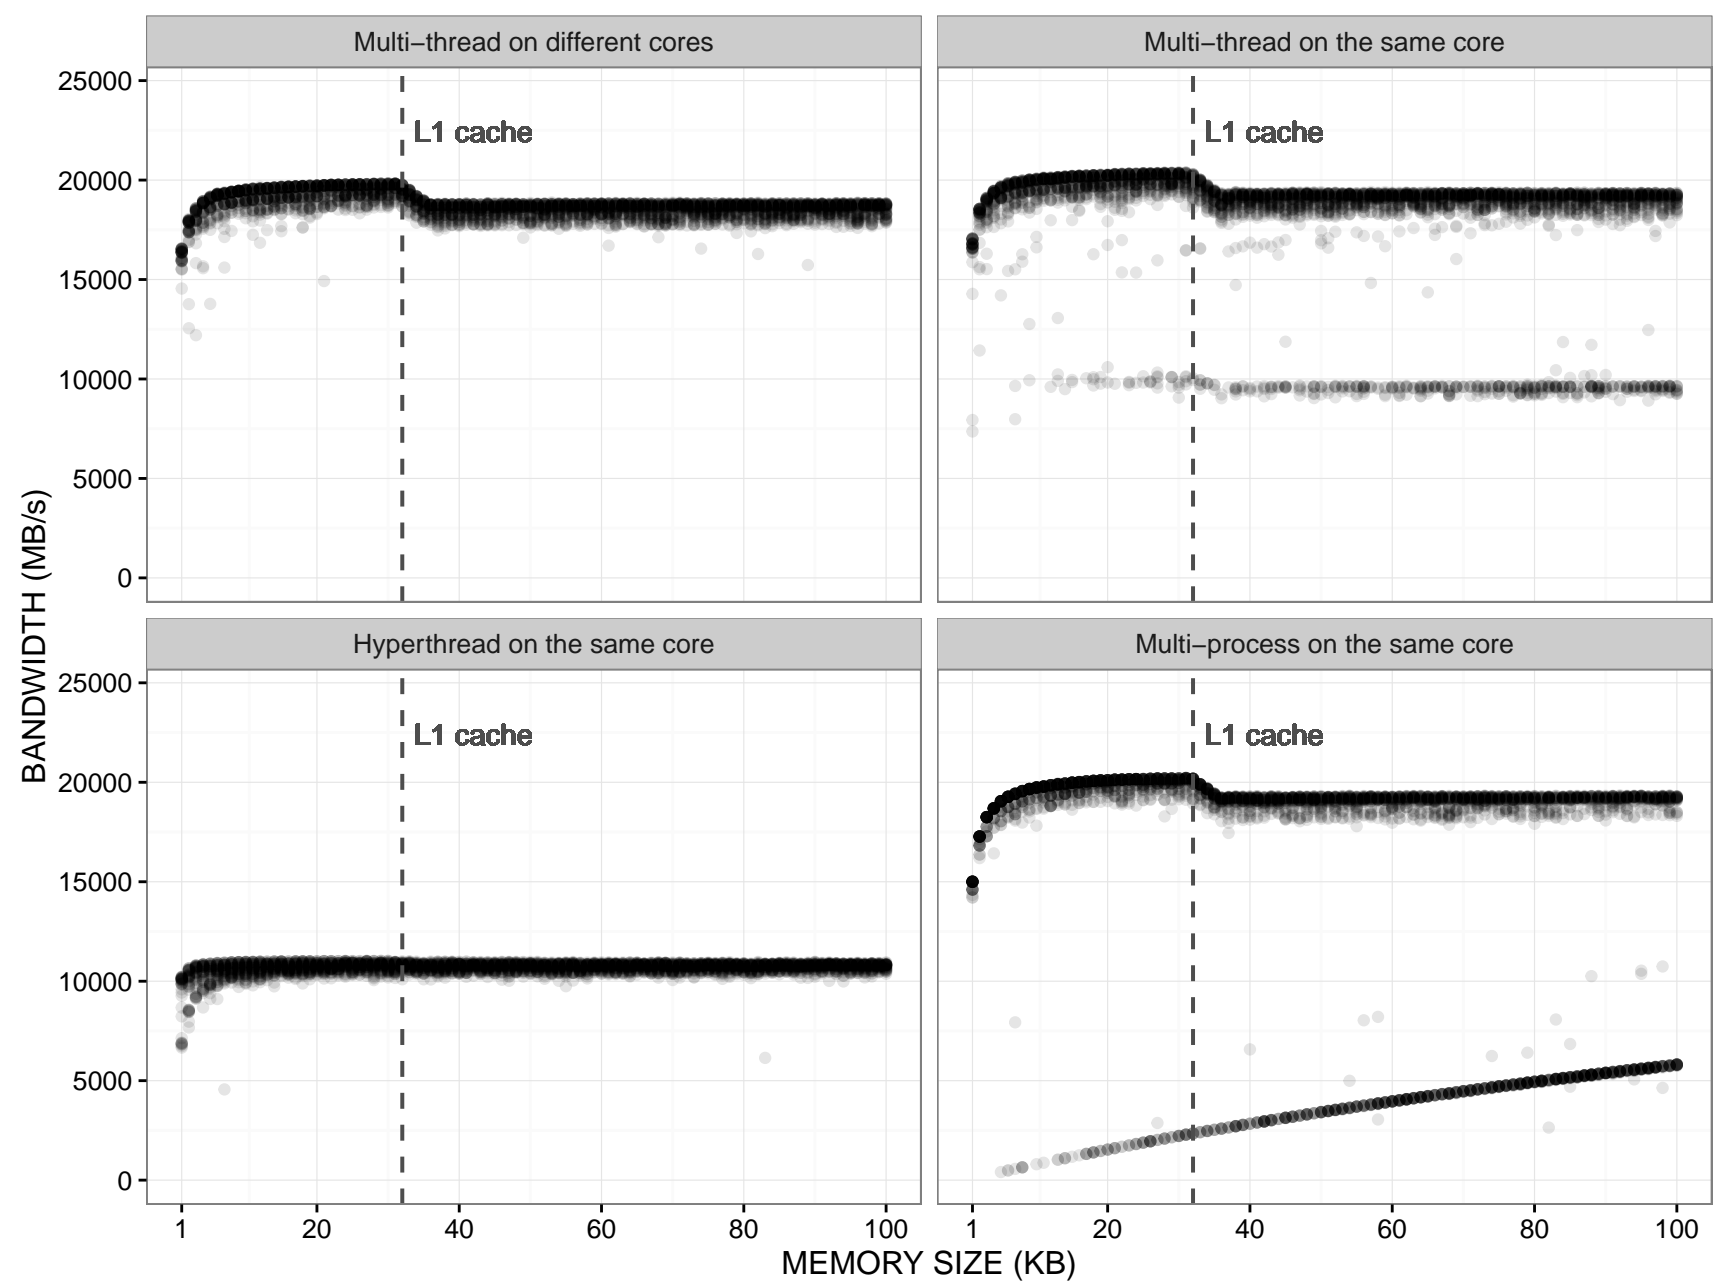 Multi−thread on different cores
Multi−thread on the same core
25000
20000
15000
10000
5000
0
L1 cache
L1 cache
Hyperthread on the same core
Multi−process on the same core
25000
20000
15000
10000
5000
0
L1 cache
L1 cache
1 20 40 60 80 100
1 20 40 60 80 100
BANDWIDTH (MB/s)
MEMORY SIZE (KB)